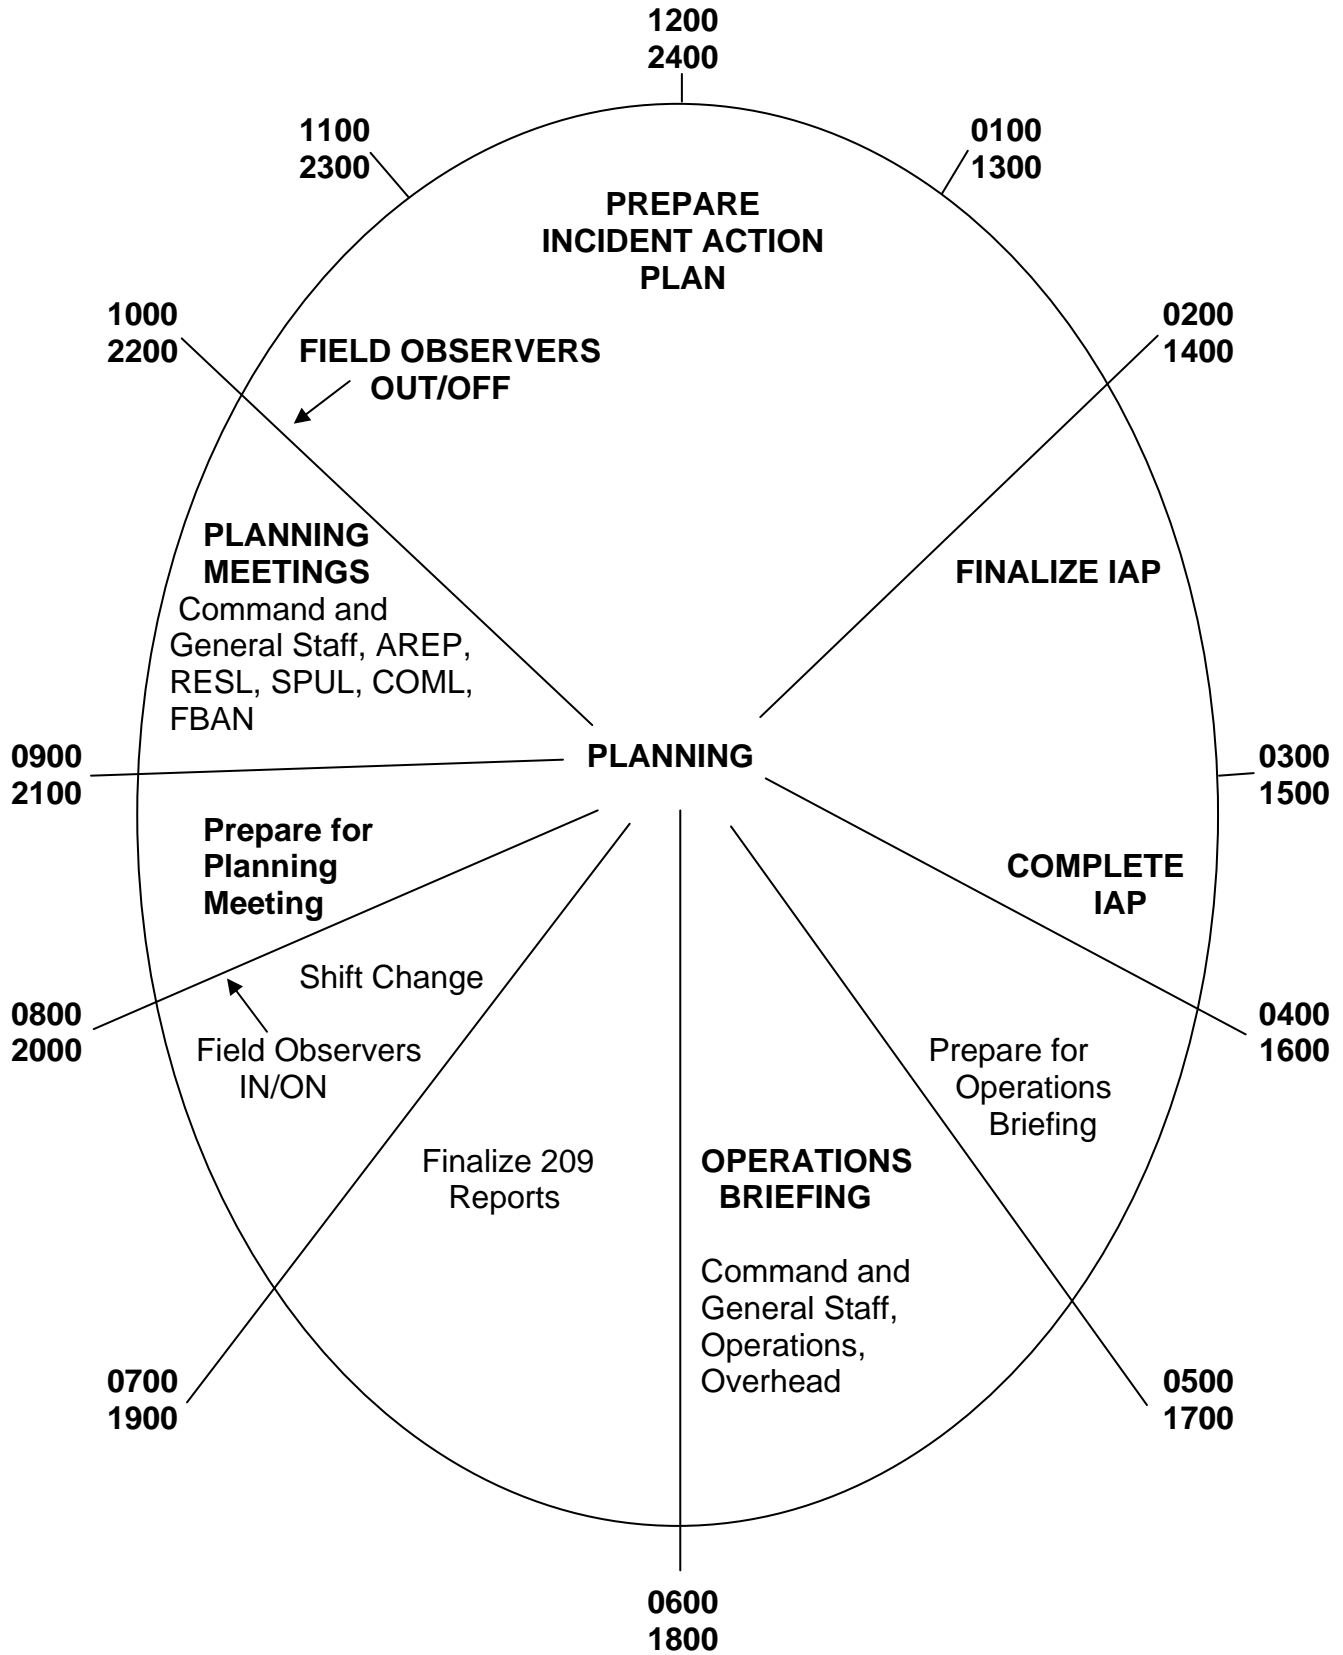 1200
2400
1100
2300
0100
1300
PREPARE
INCIDENT ACTION
PLAN
1000
2200
0200
1400
FIELD OBSERVERS
OUT/OFF
PLANNING
MEETINGS
Command and
General Staff, AREP,
RESL, SPUL, COML,
FBAN
FINALIZE IAP
0900
2100
PLANNING
0300
1500
Prepare for
Planning
Meeting
COMPLETE
IAP
Shift Change
0800
2000
Field Observers
IN/ON
0400
1600
Prepare for
Operations
Briefing
Finalize 209
Reports
OPERATIONS
BRIEFING
Command and
General Staff,
Operations,
Overhead
0700
1900
0500
1700
0600
1800